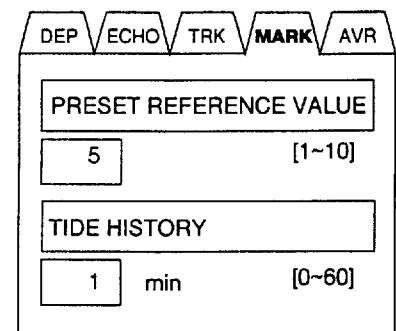 DEP ECHO TRK MARK AVR
PRESET REFERENCE VALUE
5 [1~10]
TIDE HISTORY
1 min [0~60]